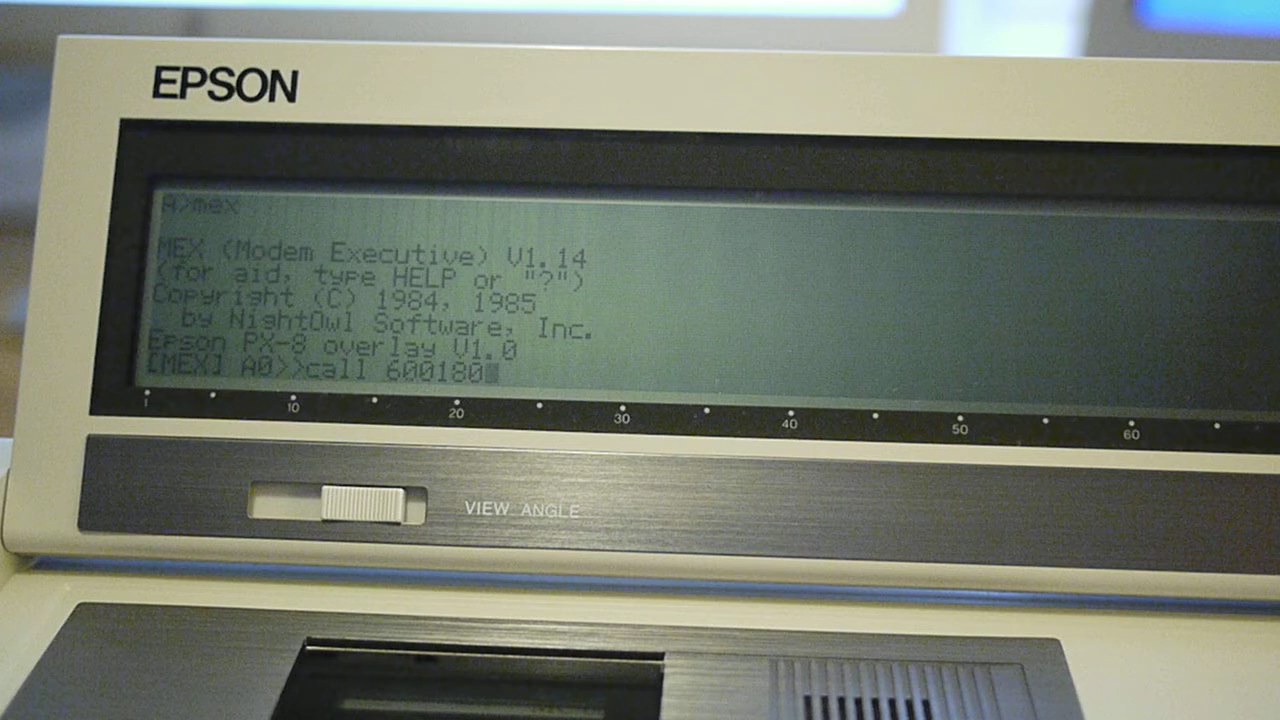 EPSON
A>mex
MEX (Modem Executive) V1.14
(for aid, type HELP or "?")
Copyright (C) 1984, 1985
by NightOwl Software, Inc.
Epson PX-8 overlay V1.0
[MEX] A0>>call 600180
1 10 20 30 40 50 60
VIEW ANGLE